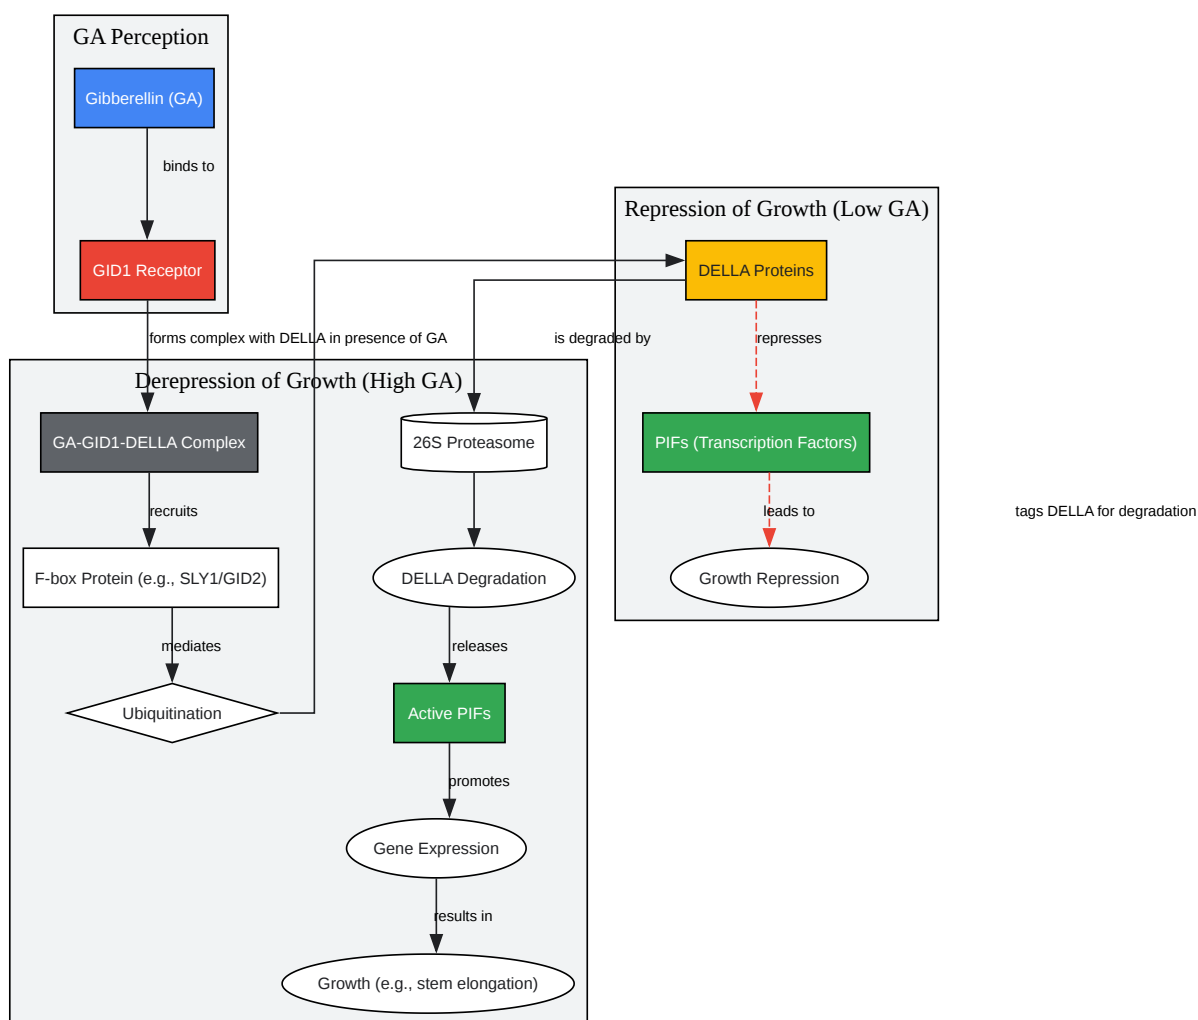 GA Perception
Gibberellin (GA)
binds to
GID1 Receptor
forms complex with DELLA in presence of GA
Repression of Growth (Low GA)
DELLA Proteins
is degraded by
represses
PIFs (Transcription Factors)
leads to
Growth Repression
tags DELLA for degradation
Derepression of Growth (High GA)
GA-GID1-DELLA Complex
recruits
F-box Protein (e.g., SLY1/GID2)
mediates
Ubiquitination
26S Proteasome
DELLA Degradation
releases
Active PIFs
promotes
Gene Expression
results in
Growth (e.g., stem elongation)